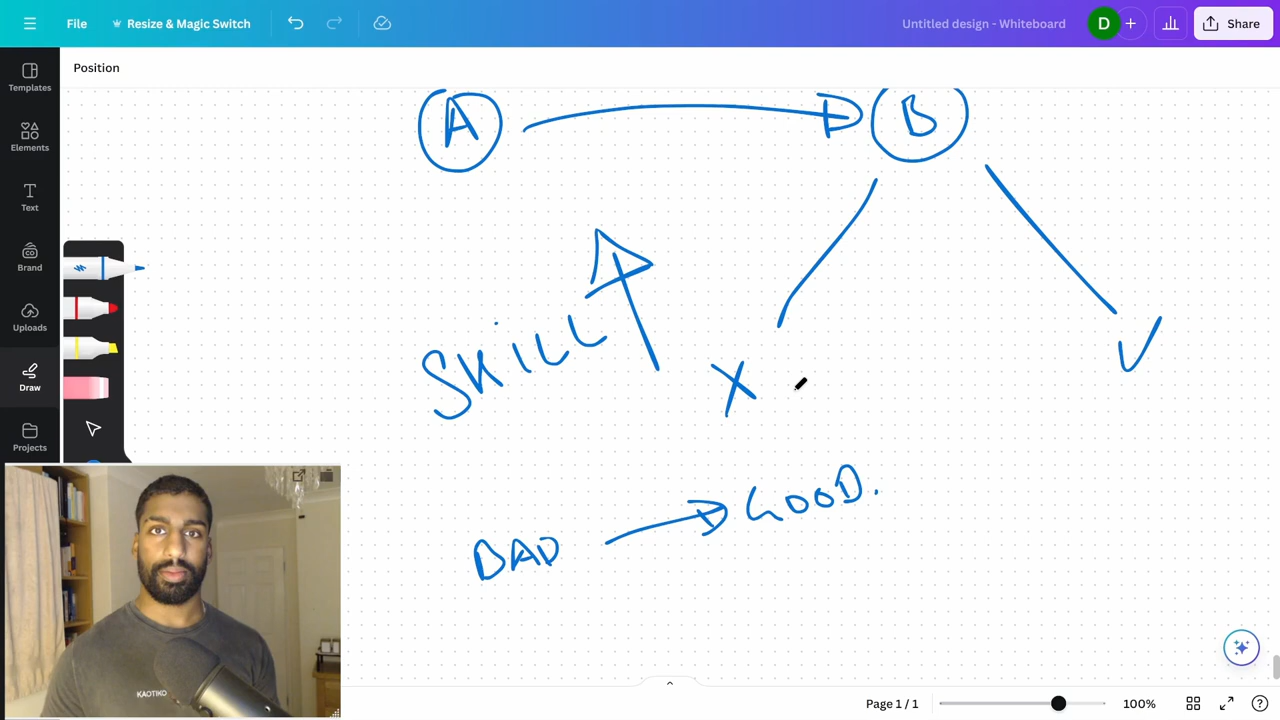 File
Resize & Magic Switch
Untitled design - Whiteboard
D
Share
Templates
Elements
Text
Brand
Uploads
Draw
Projects
Position
A
B
SKILL
X
BAD
GOOD.
KAOTIKO
Page 1 / 1
100%